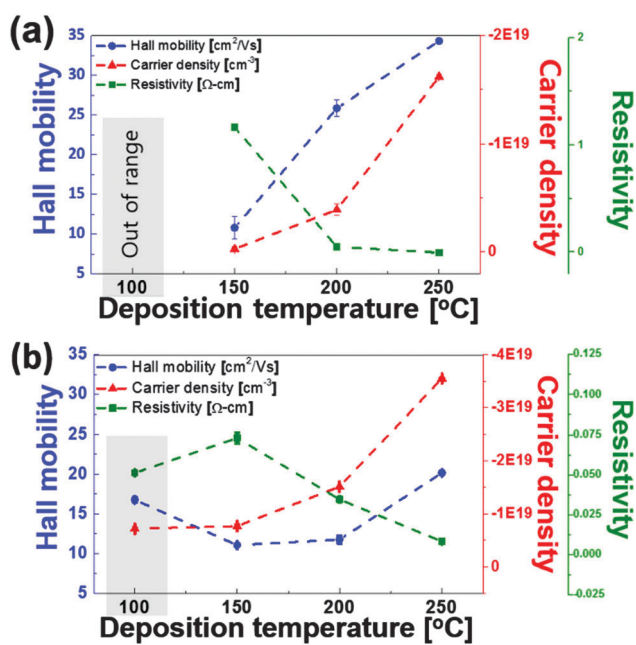 (a)
Hall mobility [cm²/Vs]
Carrier density [cm⁻³]
Resistivity [Ω-cm]
Out of range
Hall mobility
35
30
25
20
15
10
5
100
150
200
250
Deposition temperature [ºC]
-2E19
-1E19
0
Carrier density
2
1
0
Resistivity
(b)
Hall mobility [cm²/Vs]
Carrier density [cm⁻³]
Resistivity [Ω-cm]
Hall mobility
35
30
25
20
15
10
5
100
150
200
250
Deposition temperature [ºC]
-4E19
-3E19
-2E19
-1E19
0
Carrier density
0.125
0.100
0.075
0.050
0.025
0.000
-0.025
Resistivity